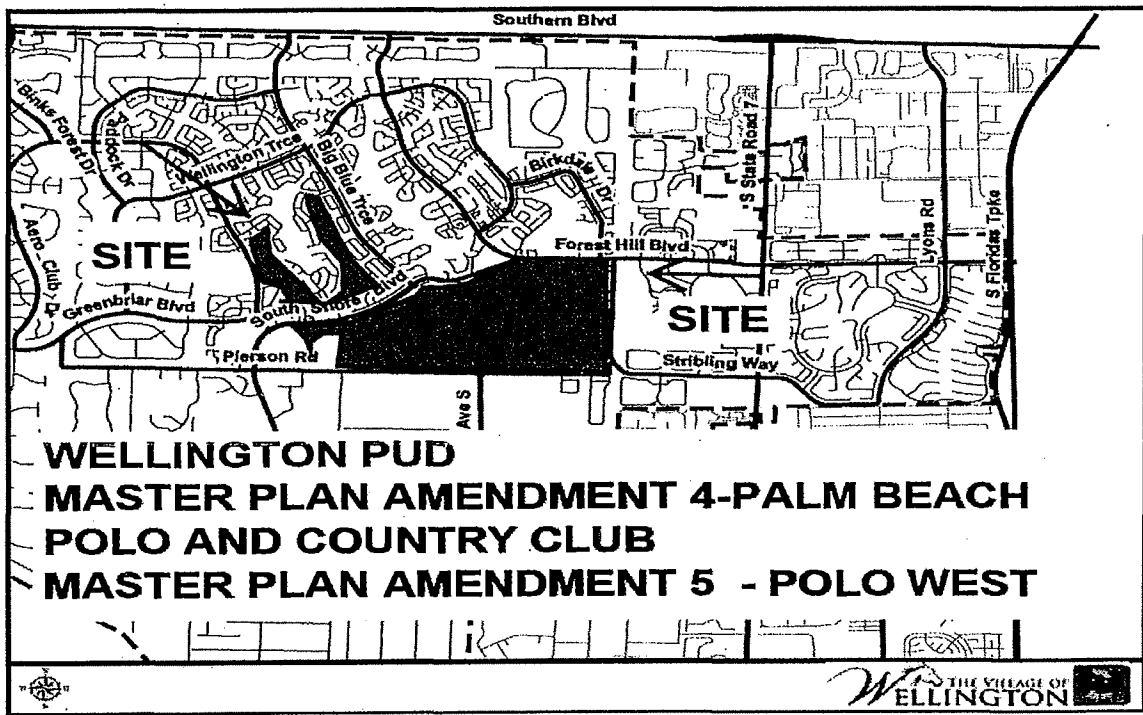 Southern Blvd
Binks Forest Dr
Paddock Dr
Wellington Trce
Big Blue Trce
Birkdale Dr
S State Road 7
Lyons Rd
S Floridas Tpke
Aero Club Dr
SITE
Forest Hill Blvd
Greenbriar Blvd
South Shore Blvd
SITE
Pierson Rd
Stribling Way
Ave S
WELLINGTON PUD
MASTER PLAN AMENDMENT 4-PALM BEACH
POLO AND COUNTRY CLUB
MASTER PLAN AMENDMENT 5 - POLO WEST
THE VILLAGE OF
WELLINGTON